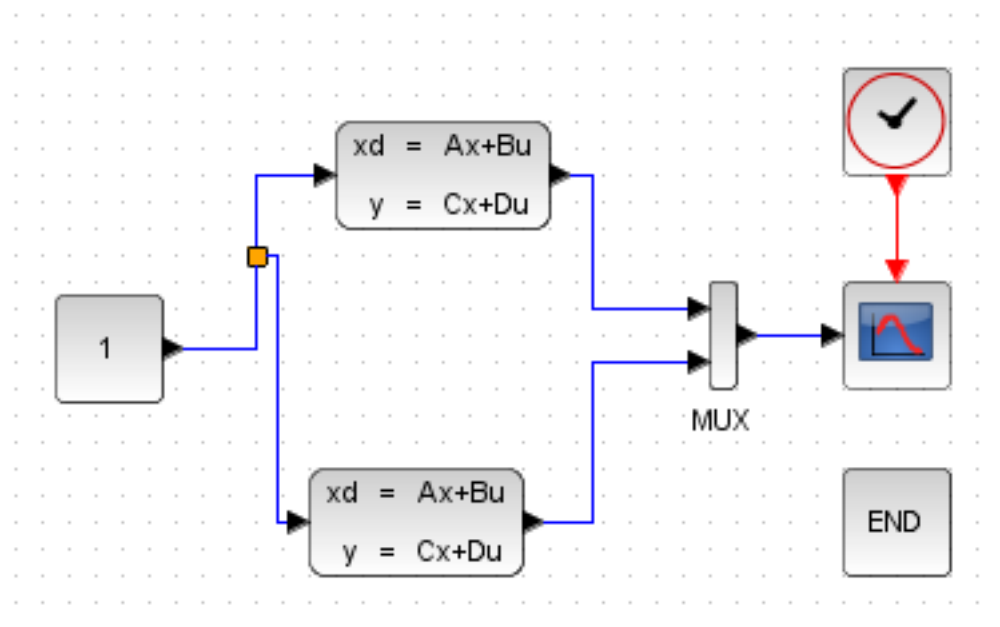 xd = Ax+Bu
y = Cx+Du
1
MUX
xd = Ax+Bu
y = Cx+Du
END